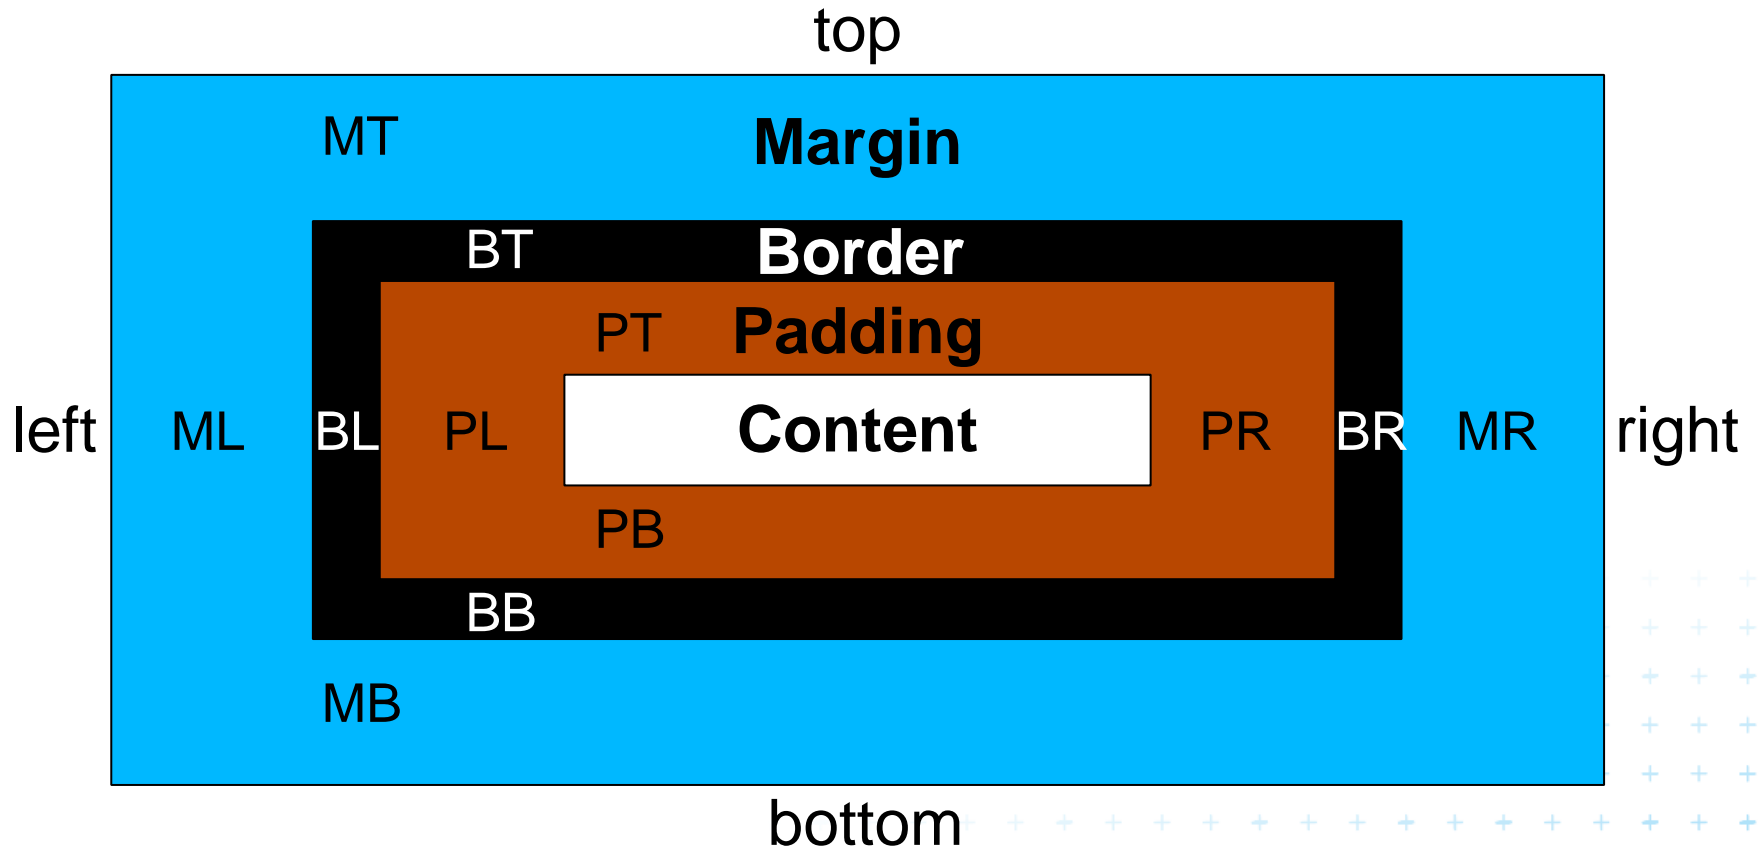 top
MT Margin
BT Border
PT Padding
left ML BL PL Content PR BR MR right
PB
BB
MB
bottom